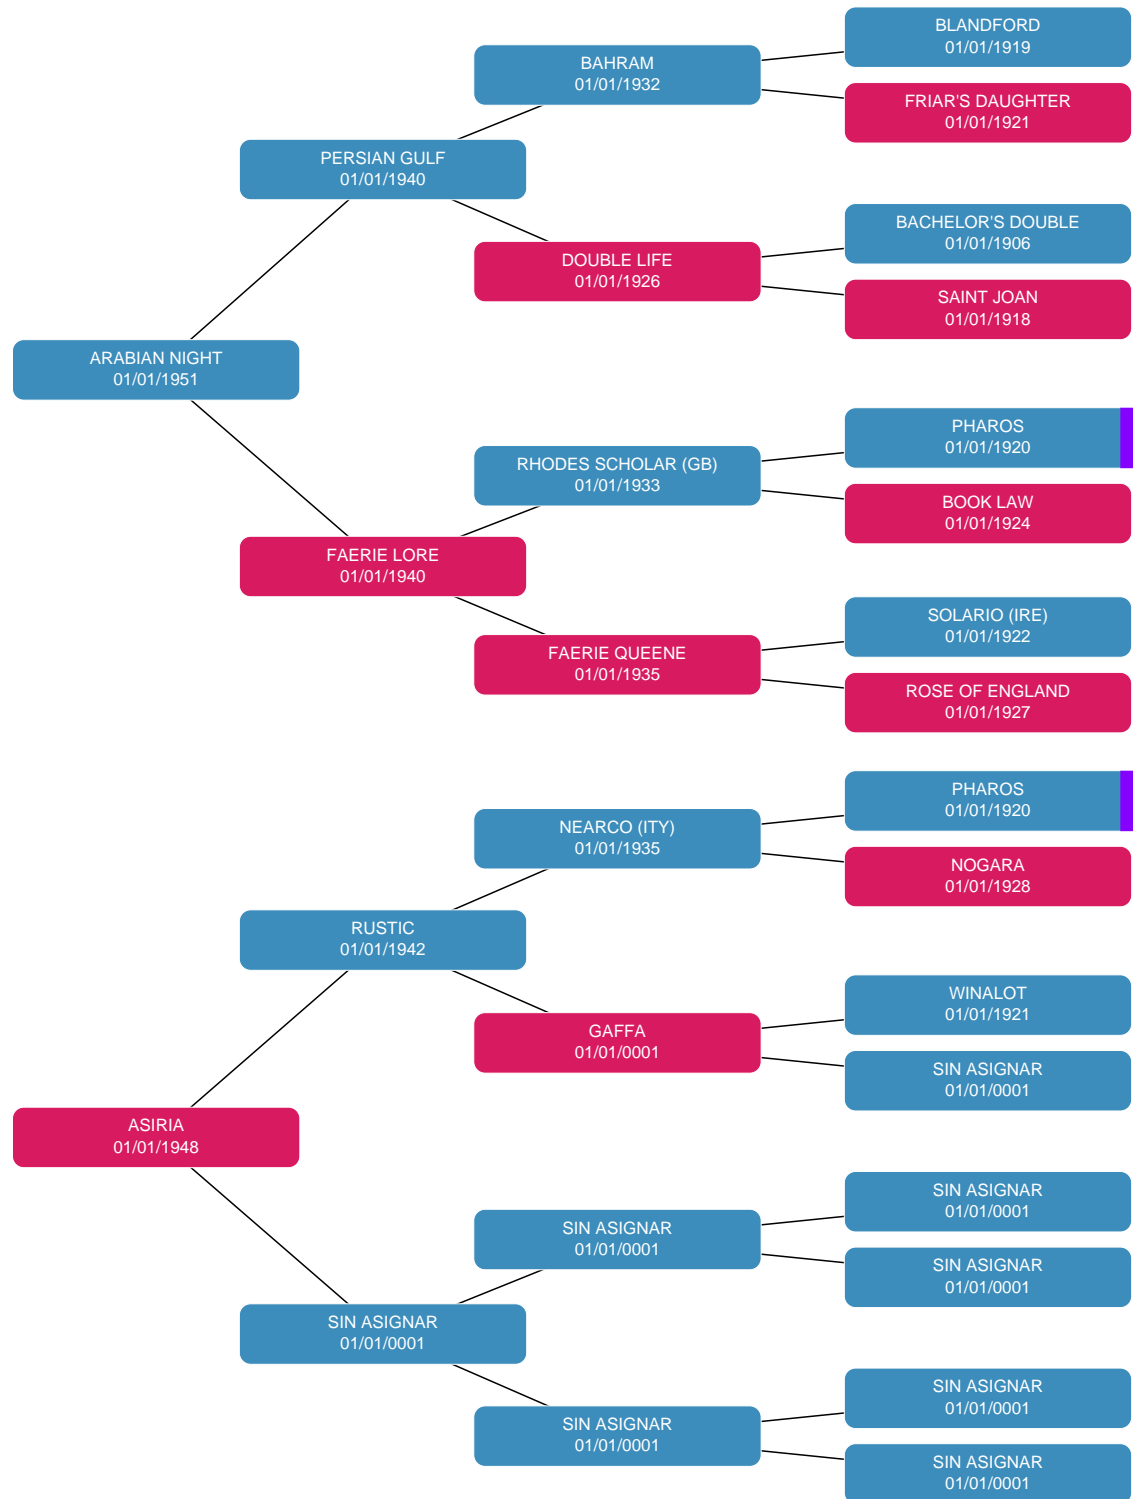 BLANDFORD
01/01/1919
BAHRAM
01/01/1932
FRIAR'S DAUGHTER
01/01/1921
PERSIAN GULF
01/01/1940
BACHELOR'S DOUBLE
01/01/1906
DOUBLE LIFE
01/01/1926
SAINT JOAN
01/01/1918
ARABIAN NIGHT
01/01/1951
PHAROS
01/01/1920
RHODES SCHOLAR (GB)
01/01/1933
BOOK LAW
01/01/1924
FAERIE LORE
01/01/1940
SOLARIO (IRE)
01/01/1922
FAERIE QUEENE
01/01/1935
ROSE OF ENGLAND
01/01/1927
PHAROS
01/01/1920
NEARCO (ITY)
01/01/1935
NOGARA
01/01/1928
RUSTIC
01/01/1942
WINALOT
01/01/1921
GAFFA
01/01/0001
SIN ASIGNAR
01/01/0001
ASIRIA
01/01/1948
SIN ASIGNAR
01/01/0001
SIN ASIGNAR
01/01/0001
SIN ASIGNAR
01/01/0001
SIN ASIGNAR
01/01/0001
SIN ASIGNAR
01/01/0001
SIN ASIGNAR
01/01/0001
SIN ASIGNAR
01/01/0001